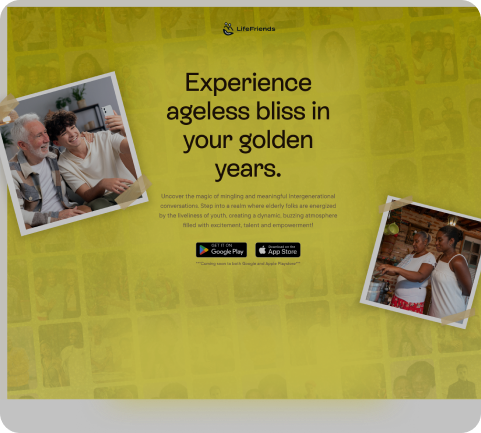 LifeFriends
Experience
ageless bliss in
your golden
years.
Uncover the magic of mingling and meaningful intergenerational
conversations. Step into a realm where elderly folks are energized
by the liveliness of youth, creating a dynamic, buzzing atmosphere
filled with excitement, talent and empowerment!
GET IT ON
Google Play
Download on the
App Store
**Coming soon to both Google and Apple Playstore**